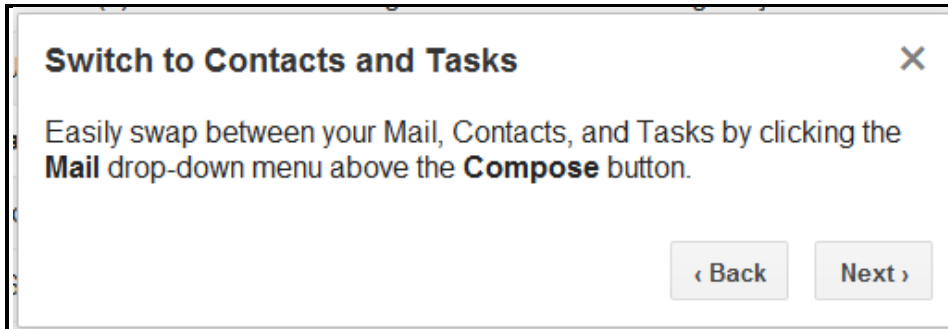 Switch to Contacts and Tasks
Easily swap between your Mail, Contacts, and Tasks by clicking the
Mail drop-down menu above the Compose button.
‹ Back Next ›